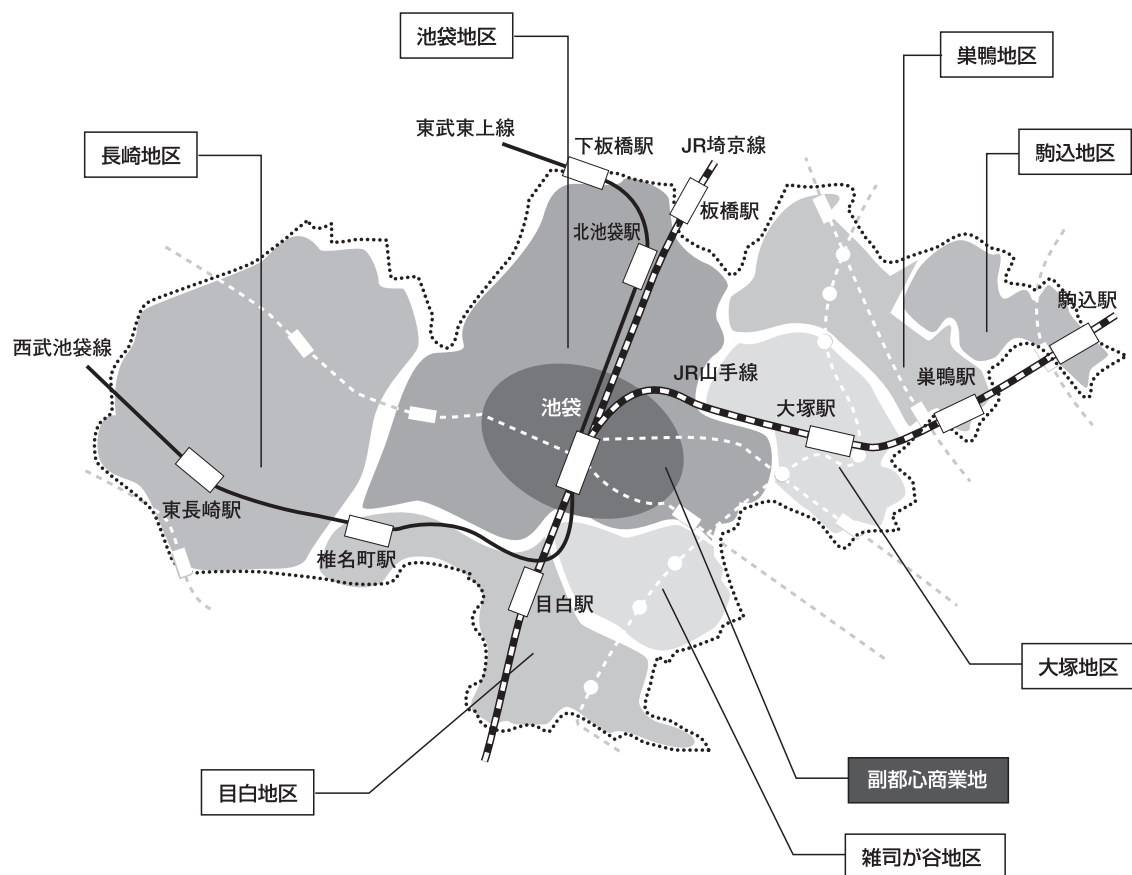 池袋地区
巣鴨地区
東武東上線
下板橋駅
JR埼京線
長崎地区
駒込地区
板橋駅
北池袋駅
駒込駅
西武池袋線
JR山手線
巣鴨駅
池袋
大塚駅
東長崎駅
椎名町駅
目白駅
大塚地区
副都心商業地
目白地区
雑司が谷地区